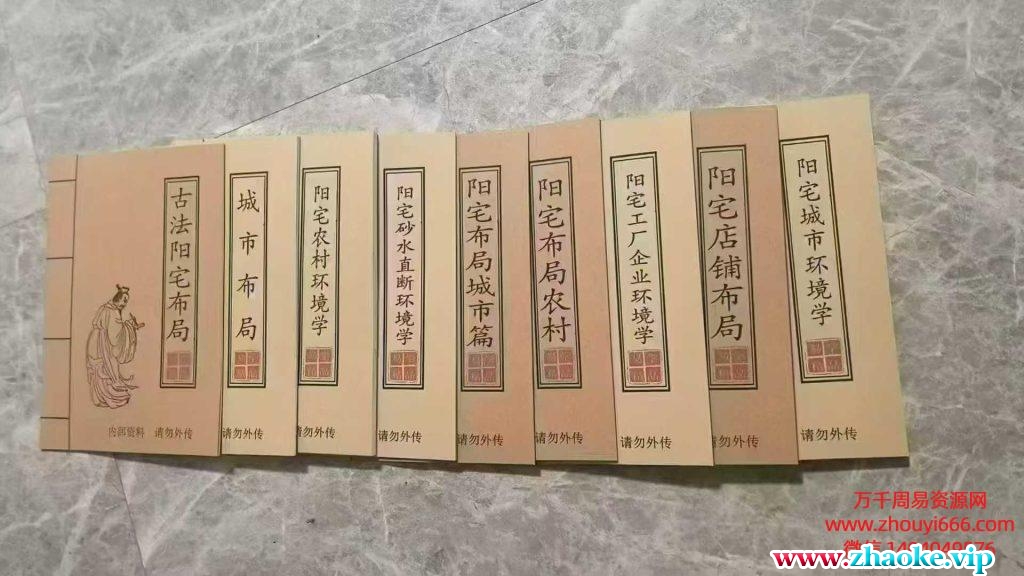 古法阳宅布局
内部资料 请勿外传
城市布局
请勿外传
阳宅农村环境学
请勿外传
阳宅砂水直断环境学
请勿外传
阳宅布局城市篇
请勿外传
阳宅布局农村
请勿外传
阳宅工厂企业环境学
请勿外传
阳宅店铺布局
请勿外传
阳宅城市环境学
请勿外传
万千周易资源网
www.zhouyi666.com
微信
www.zhaoke.vip